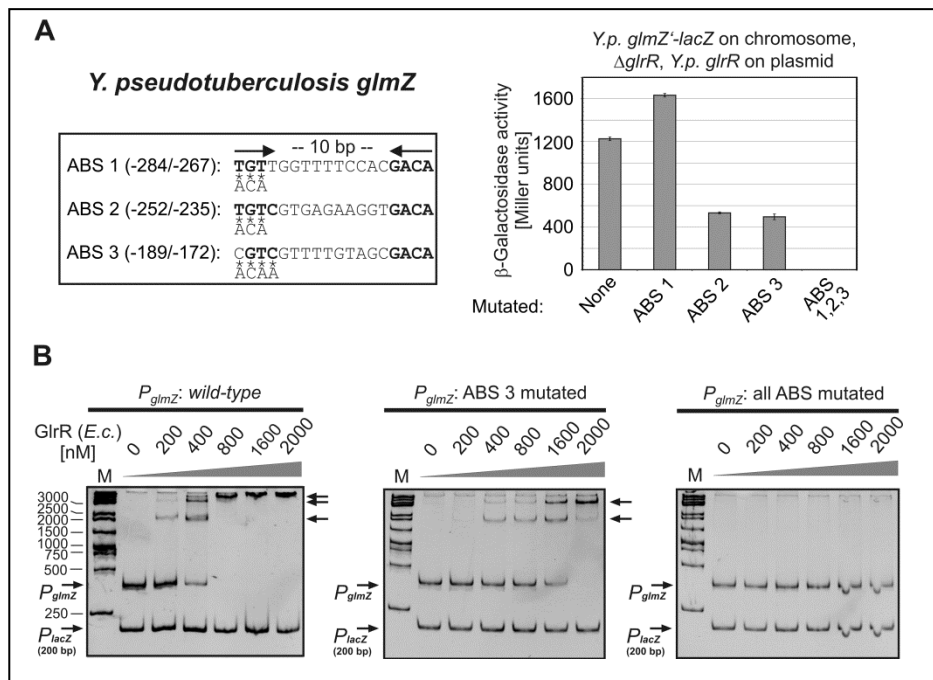 A
Y. pseudotuberculosis glmZ
-- 10 bp --
ABS 1 (-284/-267): TGTTGGTTTTCCACGACA
***
ACA
ABS 2 (-252/-235): TGTCGTGAGAAGGTGACA
***
ACA
ABS 3 (-189/-172): CGTCGTTTTGTAGCGACA
****
ACAA
Y.p. glmZ'-lacZ on chromosome,
ΔglrR, Y.p. glrR on plasmid
β-Galactosidase activity
[Miller units]
1600
1200
800
400
0
Mutated: None ABS 1 ABS 2 ABS 3 ABS 1,2,3
B
PglmZ: wild-type
PglmZ: ABS 3 mutated
PglmZ: all ABS mutated
GlrR (E.c.)
[nM]
0 200 400 800 1600 2000
0 200 400 800 1600 2000
0 200 400 800 1600 2000
M
M
M
3000
2500
2000
1500
1000
750
500
PglmZ
250
PlacZ
(200 bp)
PglmZ
PlacZ
(200 bp)
PglmZ
PlacZ
(200 bp)